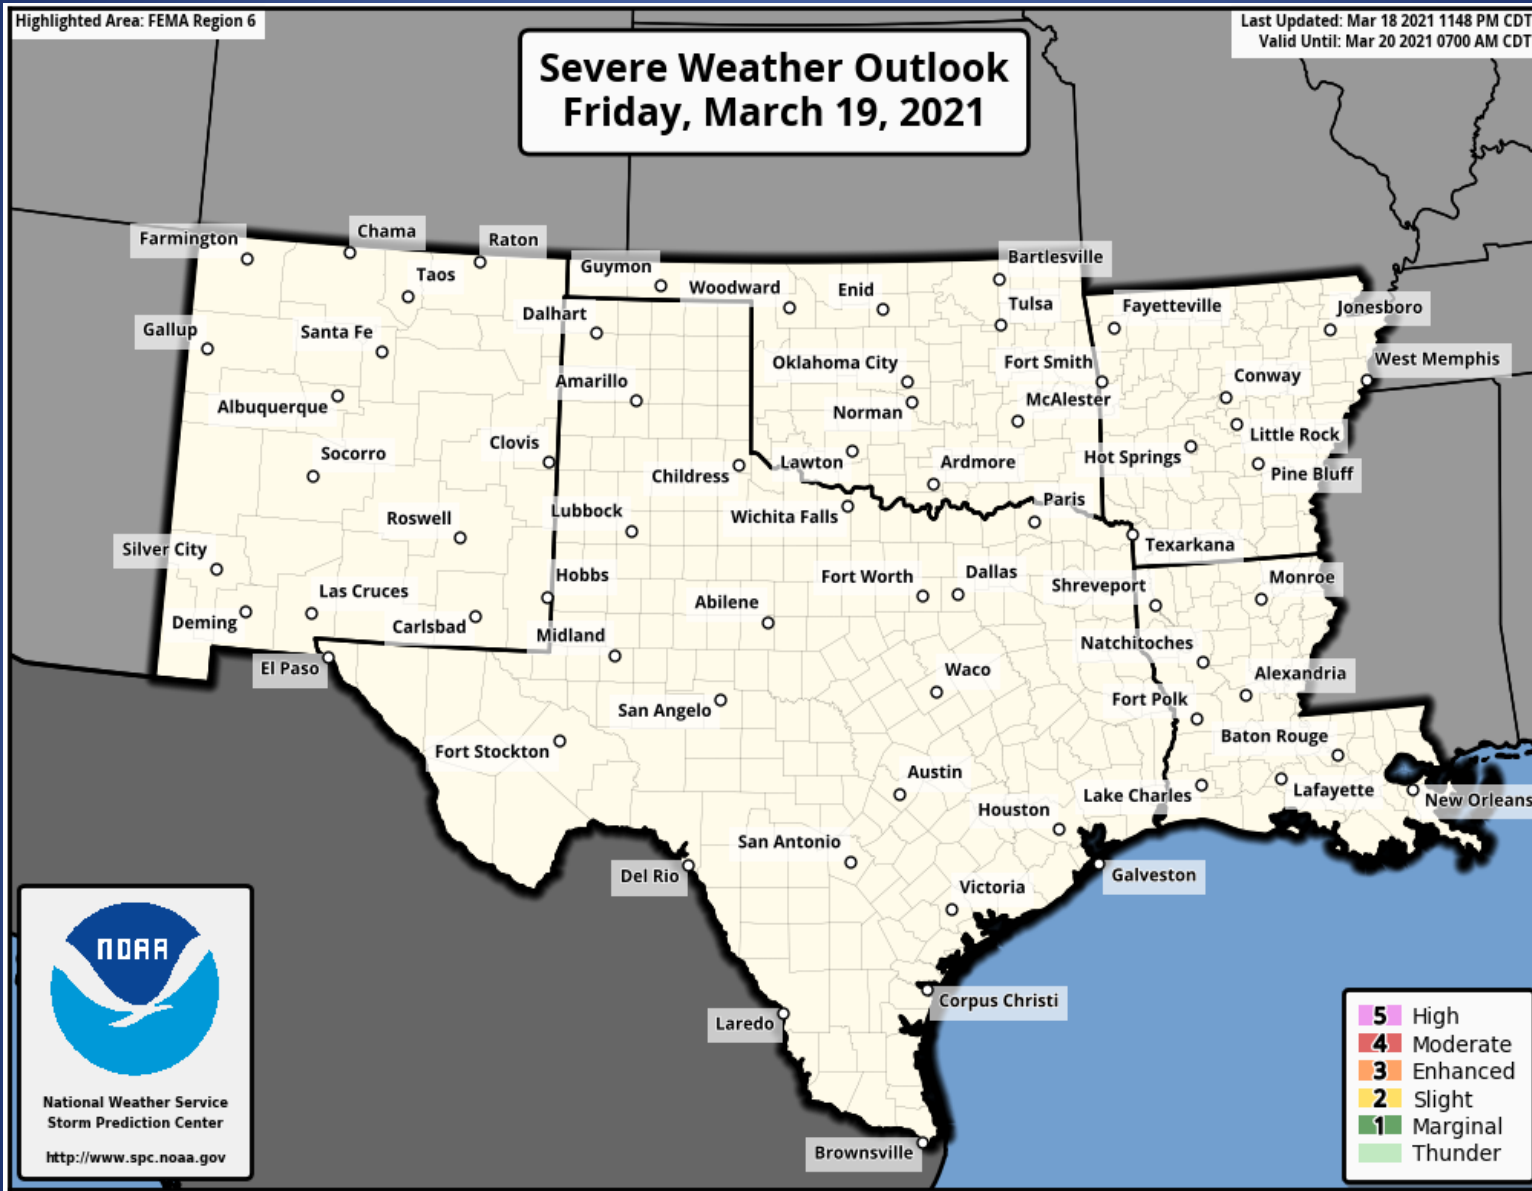 Highlighted Area: FEMA Region 6
Last Updated: Mar 18 2021 1148 PM CDT
Valid Until: Mar 20 2021 0700 AM CDT
Severe Weather Outlook
Friday, March 19, 2021
Farmington
Chama
Raton
Taos
Guymon
Woodward
Enid
Bartlesville
Tulsa
Fayetteville
Jonesboro
Gallup
Santa Fe
Dalhart
Oklahoma City
Fort Smith
Conway
West Memphis
Albuquerque
Amarillo
Norman
McAlester
Little Rock
Socorro
Clovis
Childress
Lawton
Ardmore
Hot Springs
Pine Bluff
Roswell
Lubbock
Wichita Falls
Paris
Texarkana
Silver City
Las Cruces
Hobbs
Abilene
Fort Worth
Dallas
Shreveport
Monroe
Deming
Carlsbad
Midland
Natchitoches
El Paso
San Angelo
Waco
Fort Polk
Alexandria
Fort Stockton
Austin
Baton Rouge
Houston
Lake Charles
Lafayette
New Orleans
San Antonio
Del Rio
Victoria
Galveston
Laredo
Corpus Christi
Brownsville
NOAA
National Weather Service
Storm Prediction Center
http://www.spc.noaa.gov
5 High
4 Moderate
3 Enhanced
2 Slight
1 Marginal
Thunder